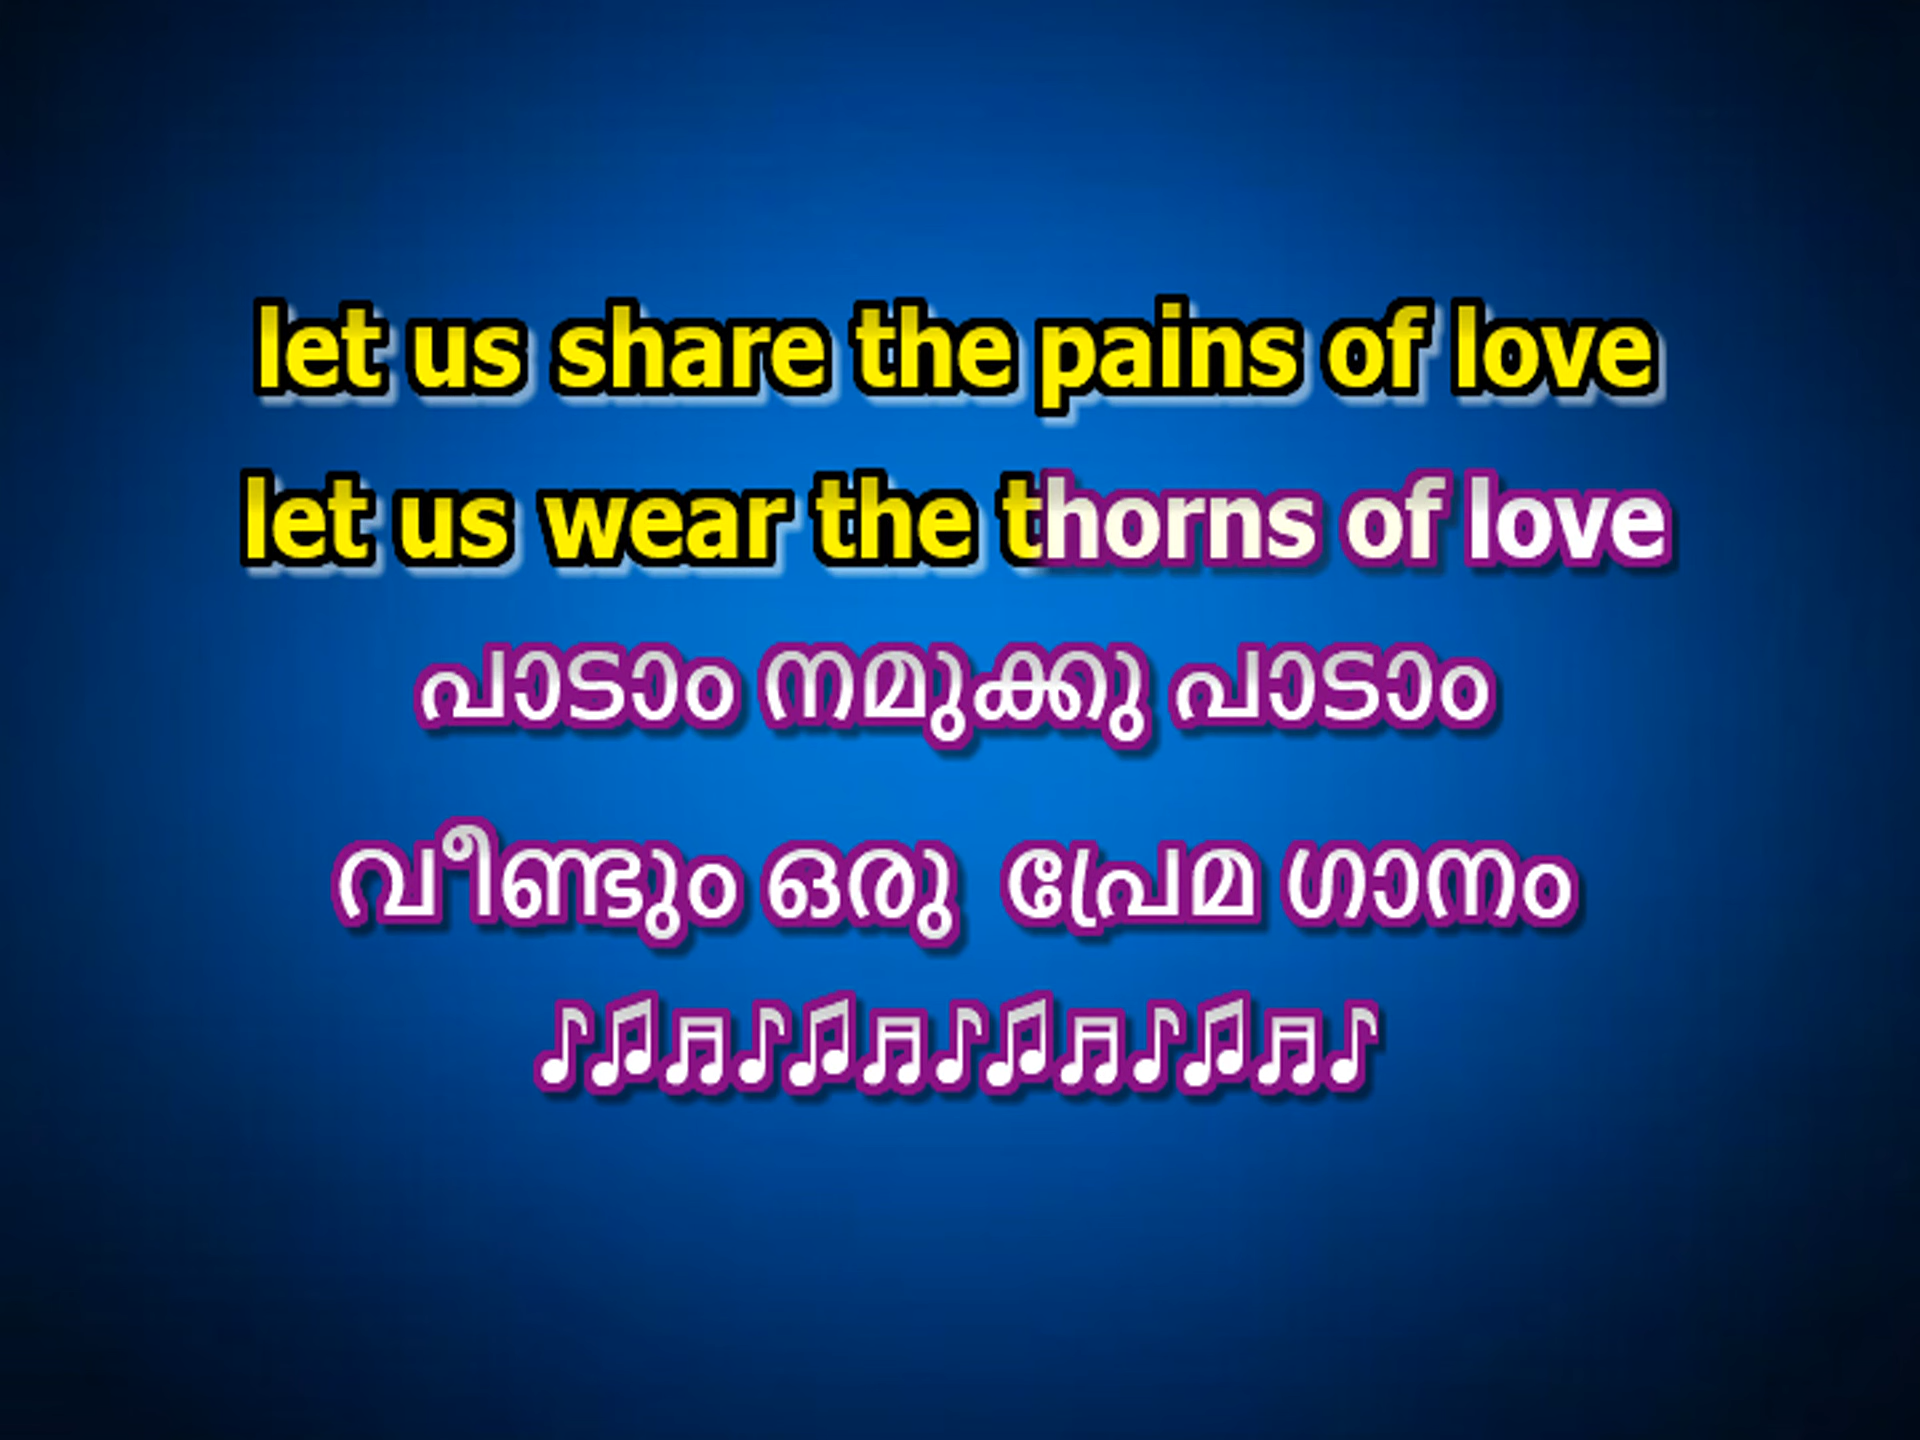 let us share the pains of love
let us wear the thorns of love
പാടാം നമുക്കു പാടാം
വീണ്ടും ഒരു  പ്രേമ ഗാനം
♪♫♬♪♫♬♪♫♬♪♫♬♪